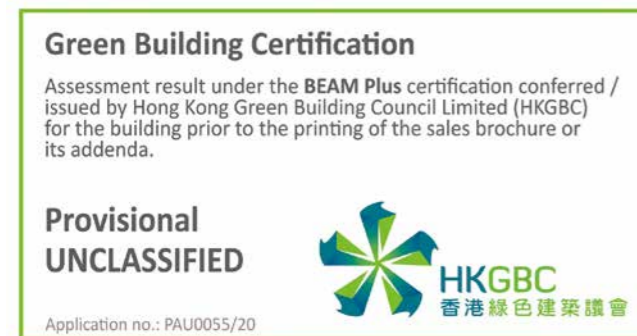 Green Building Certification
Assessment result under the BEAM Plus certification conferred /
issued by Hong Kong Green Building Council Limited (HKGBC)
for the building prior to the printing of the sales brochure or
its addenda.
Provisional
UNCLASSIFIED
HKGBC
香港綠色建築議會
Application no.: PAU0055/20